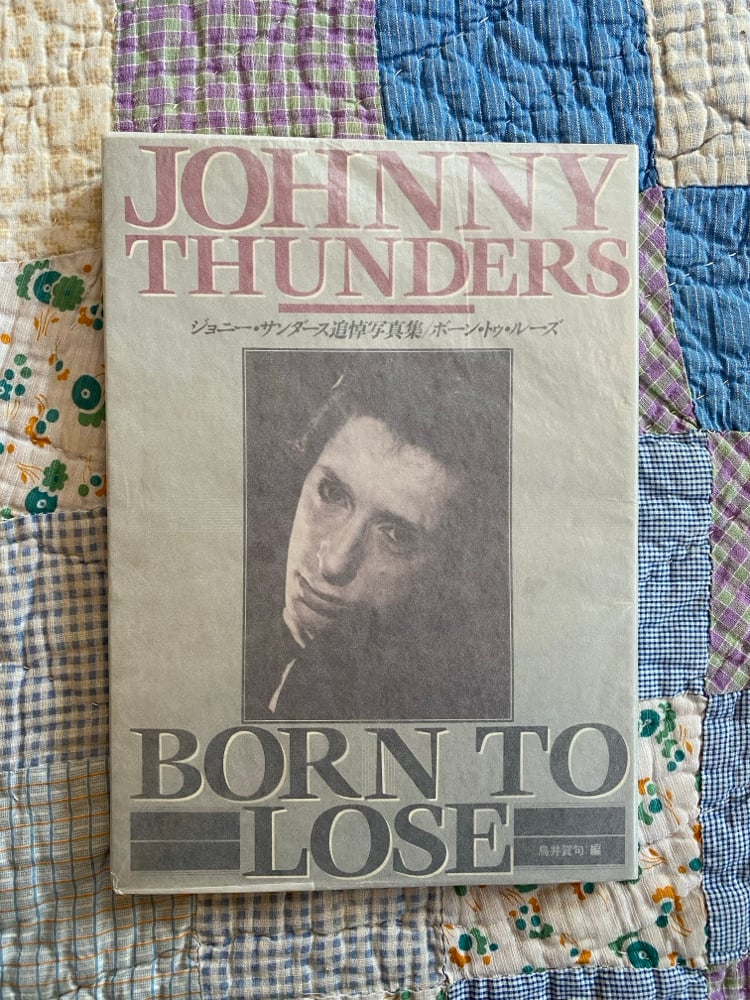 JOHNNY
THUNDERS
ジョニー・サンダース追悼写真集/ボーン・トゥ・ルーズ
BORN TO
LOSE
鳥井賀句:編